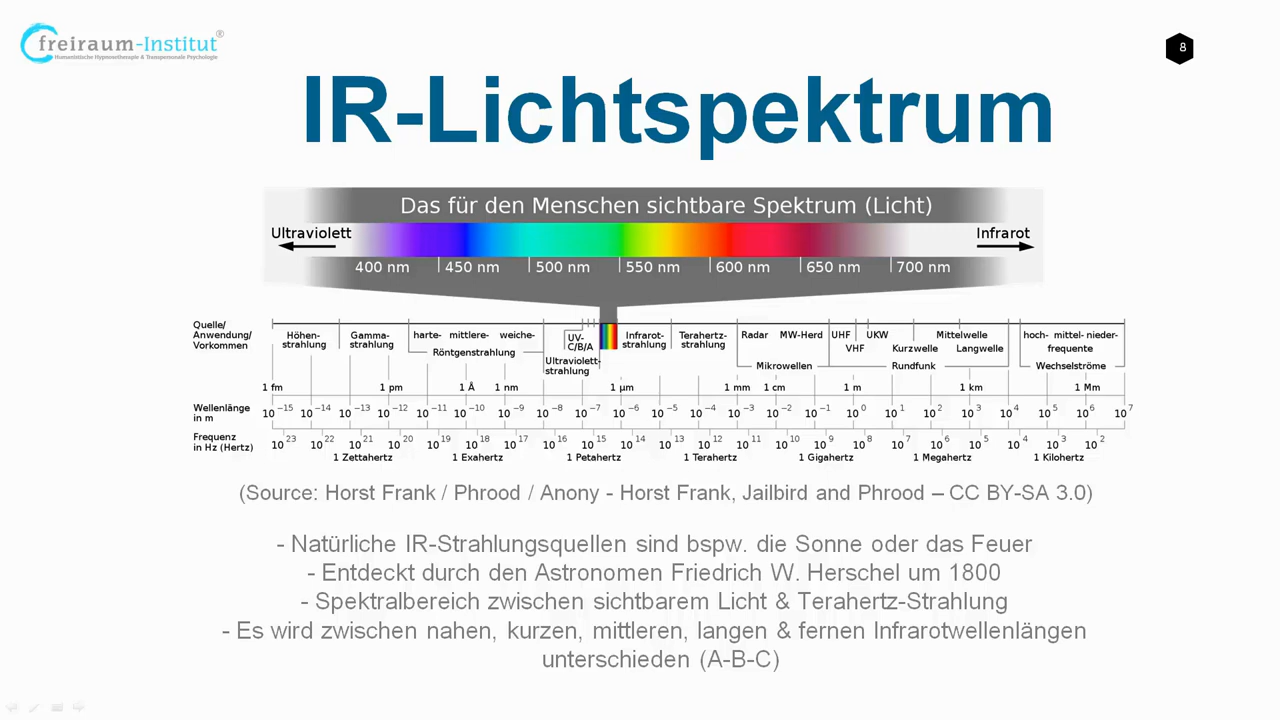 freiraum-Institut®
Humanistische Hypnosetherapie & Transpersonale Psychologie
8
IR-Lichtspektrum
Das für den Menschen sichtbare Spektrum (Licht)
Ultraviolett
Infrarot
400 nm 450 nm 500 nm 550 nm 600 nm 650 nm 700 nm
Quelle/
Anwendung/
Vorkommen
Höhen-
strahlung
Gamma-
strahlung
harte- mittlere- weiche-
Röntgenstrahlung
UV-
C/B/A
Ultraviolett-
strahlung
Infrarot-
strahlung
Terahertz-
strahlung
Radar MW-Herd
Mikrowellen
UHF UKW Mittelwelle
VHF Kurzwelle Langwelle
Rundfunk
hoch- mittel- nieder-
frequente
Wechselströme
1 fm 1 pm 1 Å 1 nm 1 µm 1 mm 1 cm 1 m 1 km 1 Mm
Wellenlänge
in m
10⁻¹⁵ 10⁻¹⁴ 10⁻¹³ 10⁻¹² 10⁻¹¹ 10⁻¹⁰ 10⁻⁹ 10⁻⁸ 10⁻⁷ 10⁻⁶ 10⁻⁵ 10⁻⁴ 10⁻³ 10⁻² 10⁻¹ 10⁰ 10¹ 10² 10³ 10⁴ 10⁵ 10⁶ 10⁷
Frequenz
in Hz (Hertz)
10²³ 10²² 10²¹ 10²⁰ 10¹⁹ 10¹⁸ 10¹⁷ 10¹⁶ 10¹⁵ 10¹⁴ 10¹³ 10¹² 10¹¹ 10¹⁰ 10⁹ 10⁸ 10⁷ 10⁶ 10⁵ 10⁴ 10³ 10²
1 Zettahertz 1 Exahertz 1 Petahertz 1 Terahertz 1 Gigahertz 1 Megahertz 1 Kilohertz
(Source: Horst Frank / Phrood / Anony - Horst Frank, Jailbird and Phrood – CC BY-SA 3.0)
- Natürliche IR-Strahlungsquellen sind bspw. die Sonne oder das Feuer
- Entdeckt durch den Astronomen Friedrich W. Herschel um 1800
- Spektralbereich zwischen sichtbarem Licht & Terahertz-Strahlung
- Es wird zwischen nahen, kurzen, mittleren, langen & fernen Infrarotwellenlängen
unterschieden (A-B-C)